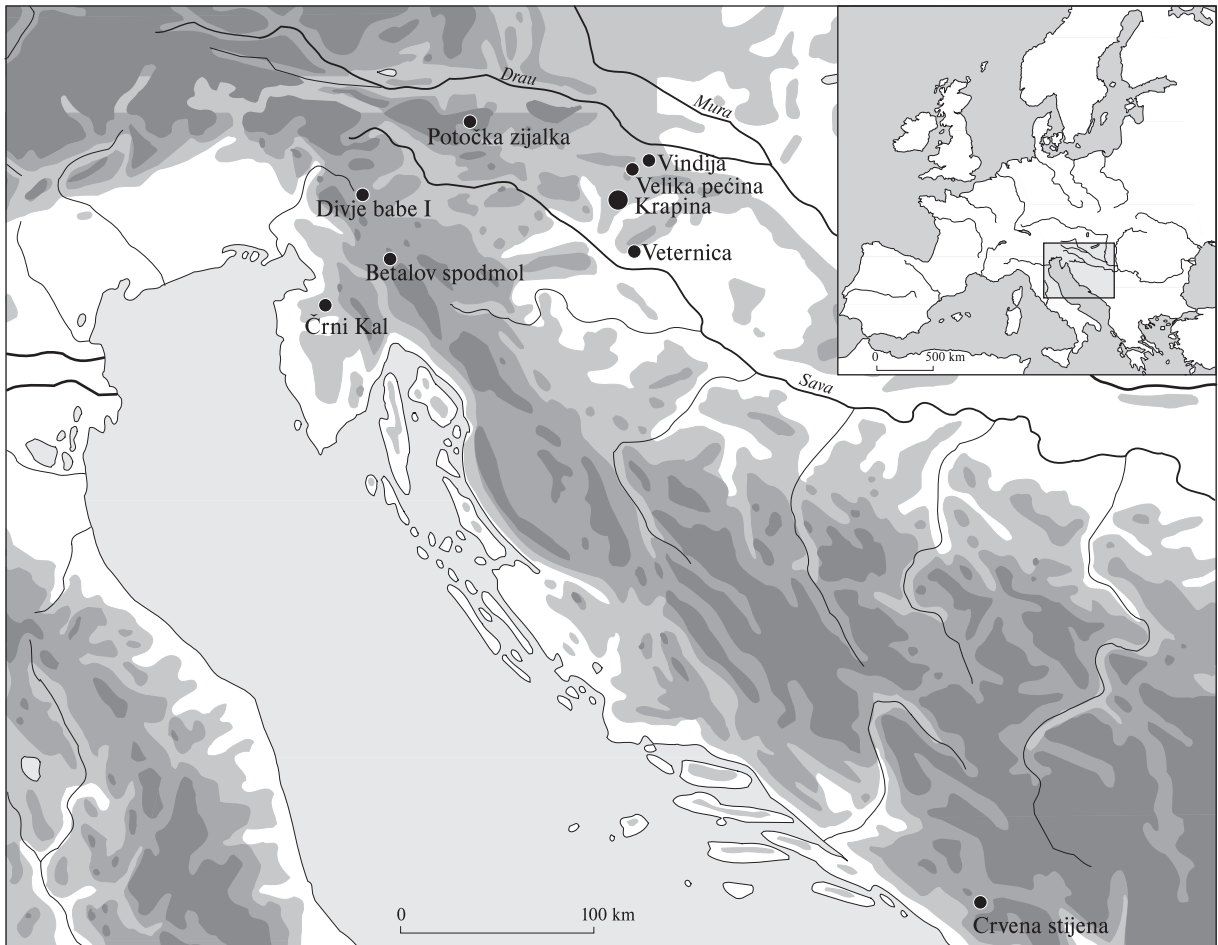 Drau
Mura
Potočka zijalka
Vindija
Velika pećina
Krapina
Divje babe I
Veternica
Betalov spodmol
Črni Kal
0 500 km
Sava
0 100 km
Crvena stijena